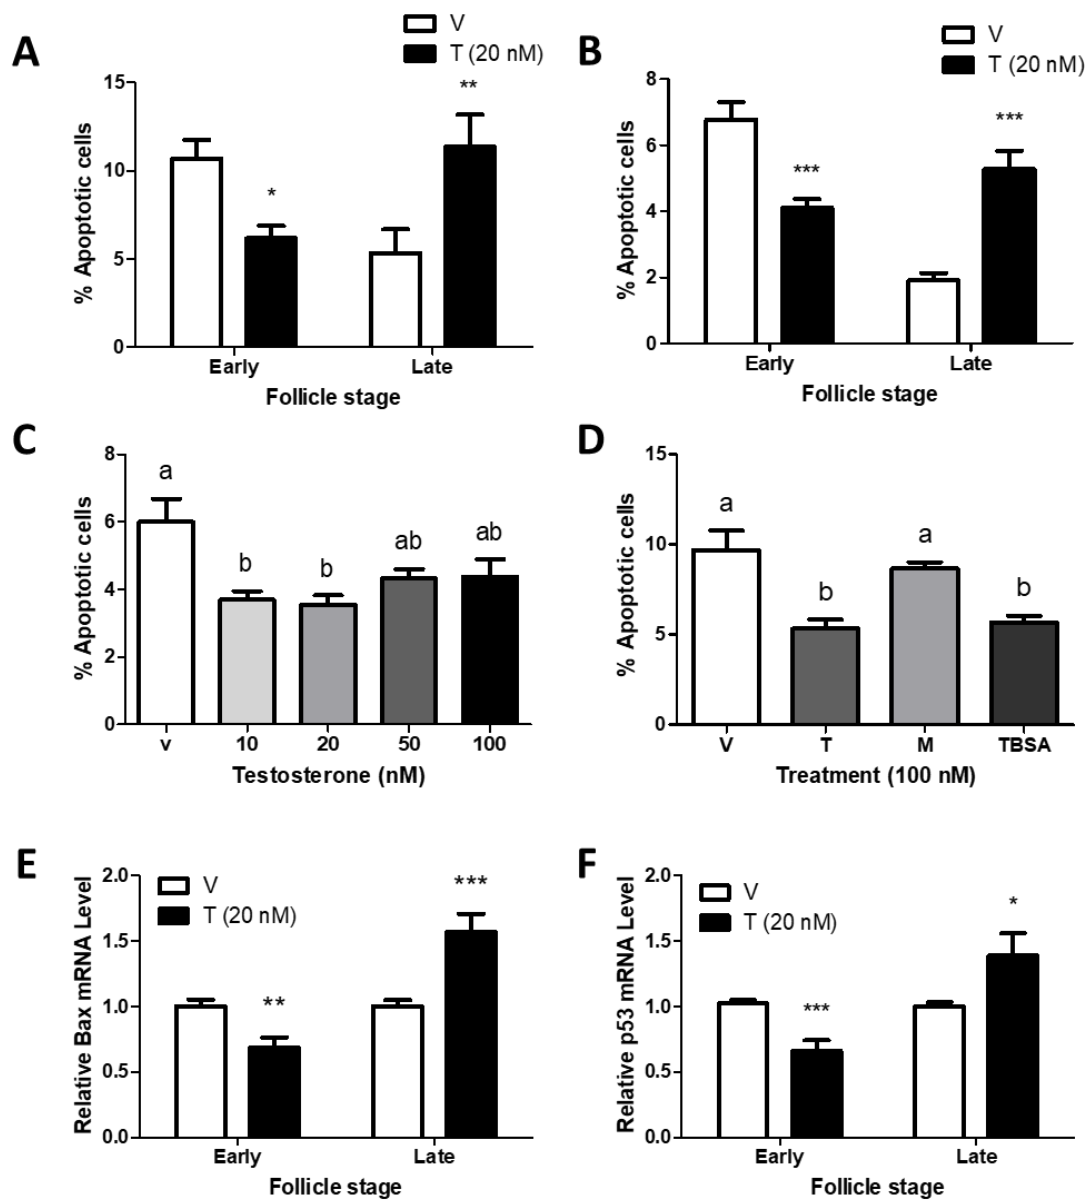 A
V
T (20 nM)
% Apoptotic cells
15
10
5
0
*
**
Early
Late
Follicle stage
B
V
T (20 nM)
% Apoptotic cells
8
6
4
2
0
***
***
Early
Late
Follicle stage
C
% Apoptotic cells
8
6
4
2
0
a
b
b
ab
ab
v
10
20
50
100
Testosterone (nM)
D
% Apoptotic cells
15
10
5
0
a
b
a
b
V
T
M
TBSA
Treatment (100 nM)
E
V
T (20 nM)
Relative Bax mRNA Level
2.0
1.5
1.0
0.5
0.0
**
***
Early
Late
Follicle stage
F
V
T (20 nM)
Relative p53 mRNA Level
2.0
1.5
1.0
0.5
0.0
***
*
Early
Late
Follicle stage